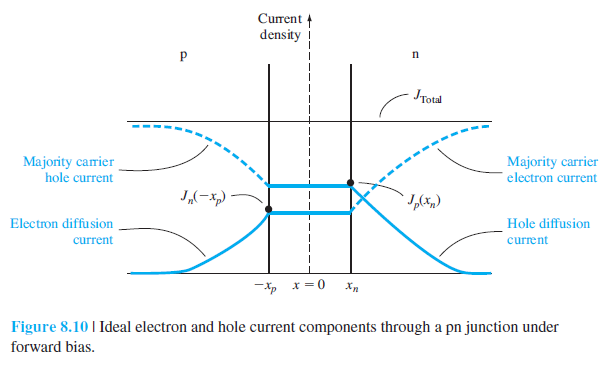 Current
density
p
n
J_Total
Majority carrier
hole current
Majority carrier
electron current
J_n(−x_p)
J_p(x_n)
Electron diffusion
current
Hole diffusion
current
−x_p x = 0 x_n
Figure 8.10 | Ideal electron and hole current components through a pn junction under
forward bias.